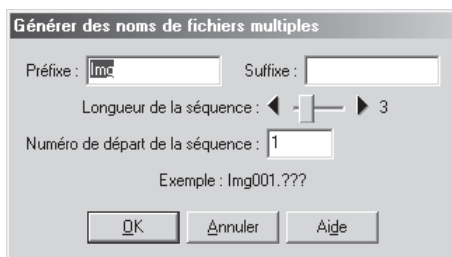 Générer des noms de fichiers multiples
Préfixe : Img Suffixe :
Longueur de la séquence : 3
Numéro de départ de la séquence : 1
Exemple : Img001.???
OK Annuler Aide